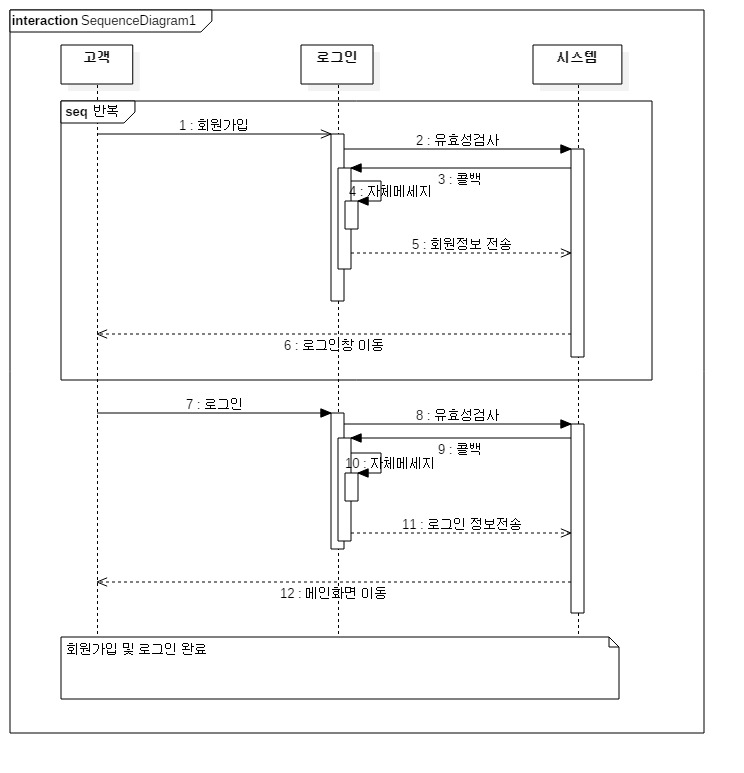 interaction SequenceDiagram1
고객
로그인
시스템
seq 반복
1 : 회원가입
2 : 유효성검사
3 : 콜백
4 : 자체메세지
5 : 회원정보 전송
6 : 로그인창 이동
7 : 로그인
8 : 유효성검사
9 : 콜백
10 : 자체메세지
11 : 로그인 정보전송
12 : 메인화면 이동
회원가입 및 로그인 완료